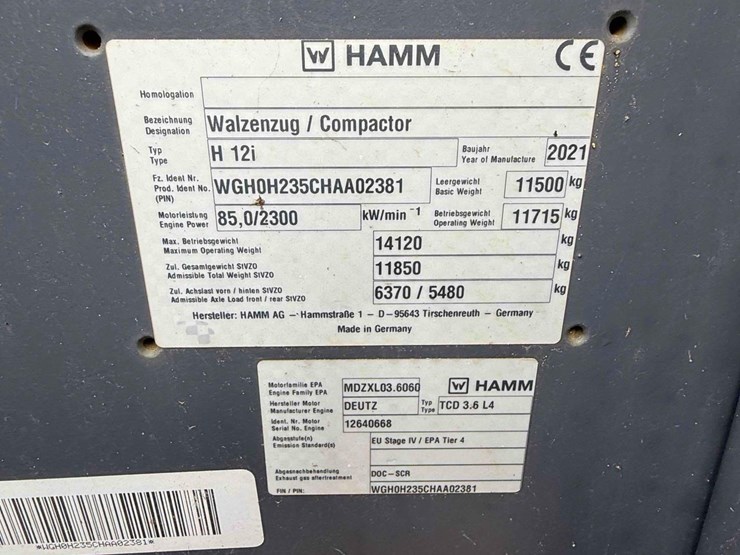 HAMM CE
Homologation
Bezeichnung
Designation
Walzenzug / Compactor
Typ
Type
H 12i
Baujahr
Year of Manufacture
2021
Fz. Ident Nr.
Prod. Ident No.
(PIN)
WGH0H235CHAA02381
Leergewicht
Basic Weight
11500 kg
Motorleistung
Engine Power
85,0/2300 kW/min⁻¹
Betriebsgewicht
Operating Weight
11715 kg
Max. Betriebsgewicht
Maximum Operating Weight
14120 kg
Zul. Gesamtgewicht StVZO
Admissible Total Weight StVZO
11850 kg
Zul. Achslast vorn / hinten StVZO
Admissible Axle Load front / rear StVZO
6370 / 5480 kg
Hersteller: HAMM AG - Hammstraße 1 - D-95643 Tirschenreuth - Germany
Made in Germany
Motorfamilie EPA
Engine Family EPA
MDZXL03.6060
HAMM
Hersteller Motor
Manufacturer Engine
DEUTZ
Typ
Type
TCD 3.6 L4
Ident. Nr. Motor
Serial No. Engine
12640668
Abgasstufe(n)
Emission Standard(s)
EU Stage IV / EPA Tier 4
Abgasnachbehandlung
Exhaust gas aftertreatment
DOC-SCR
FIN / PIN:
WGH0H235CHAA02381
*WGH0H235CHAA02381*